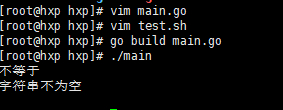 [root@hxp hxp]# vim main.go
[root@hxp hxp]# vim test.sh
[root@hxp hxp]# go build main.go
[root@hxp hxp]# ./main
不等于
字符串不为空